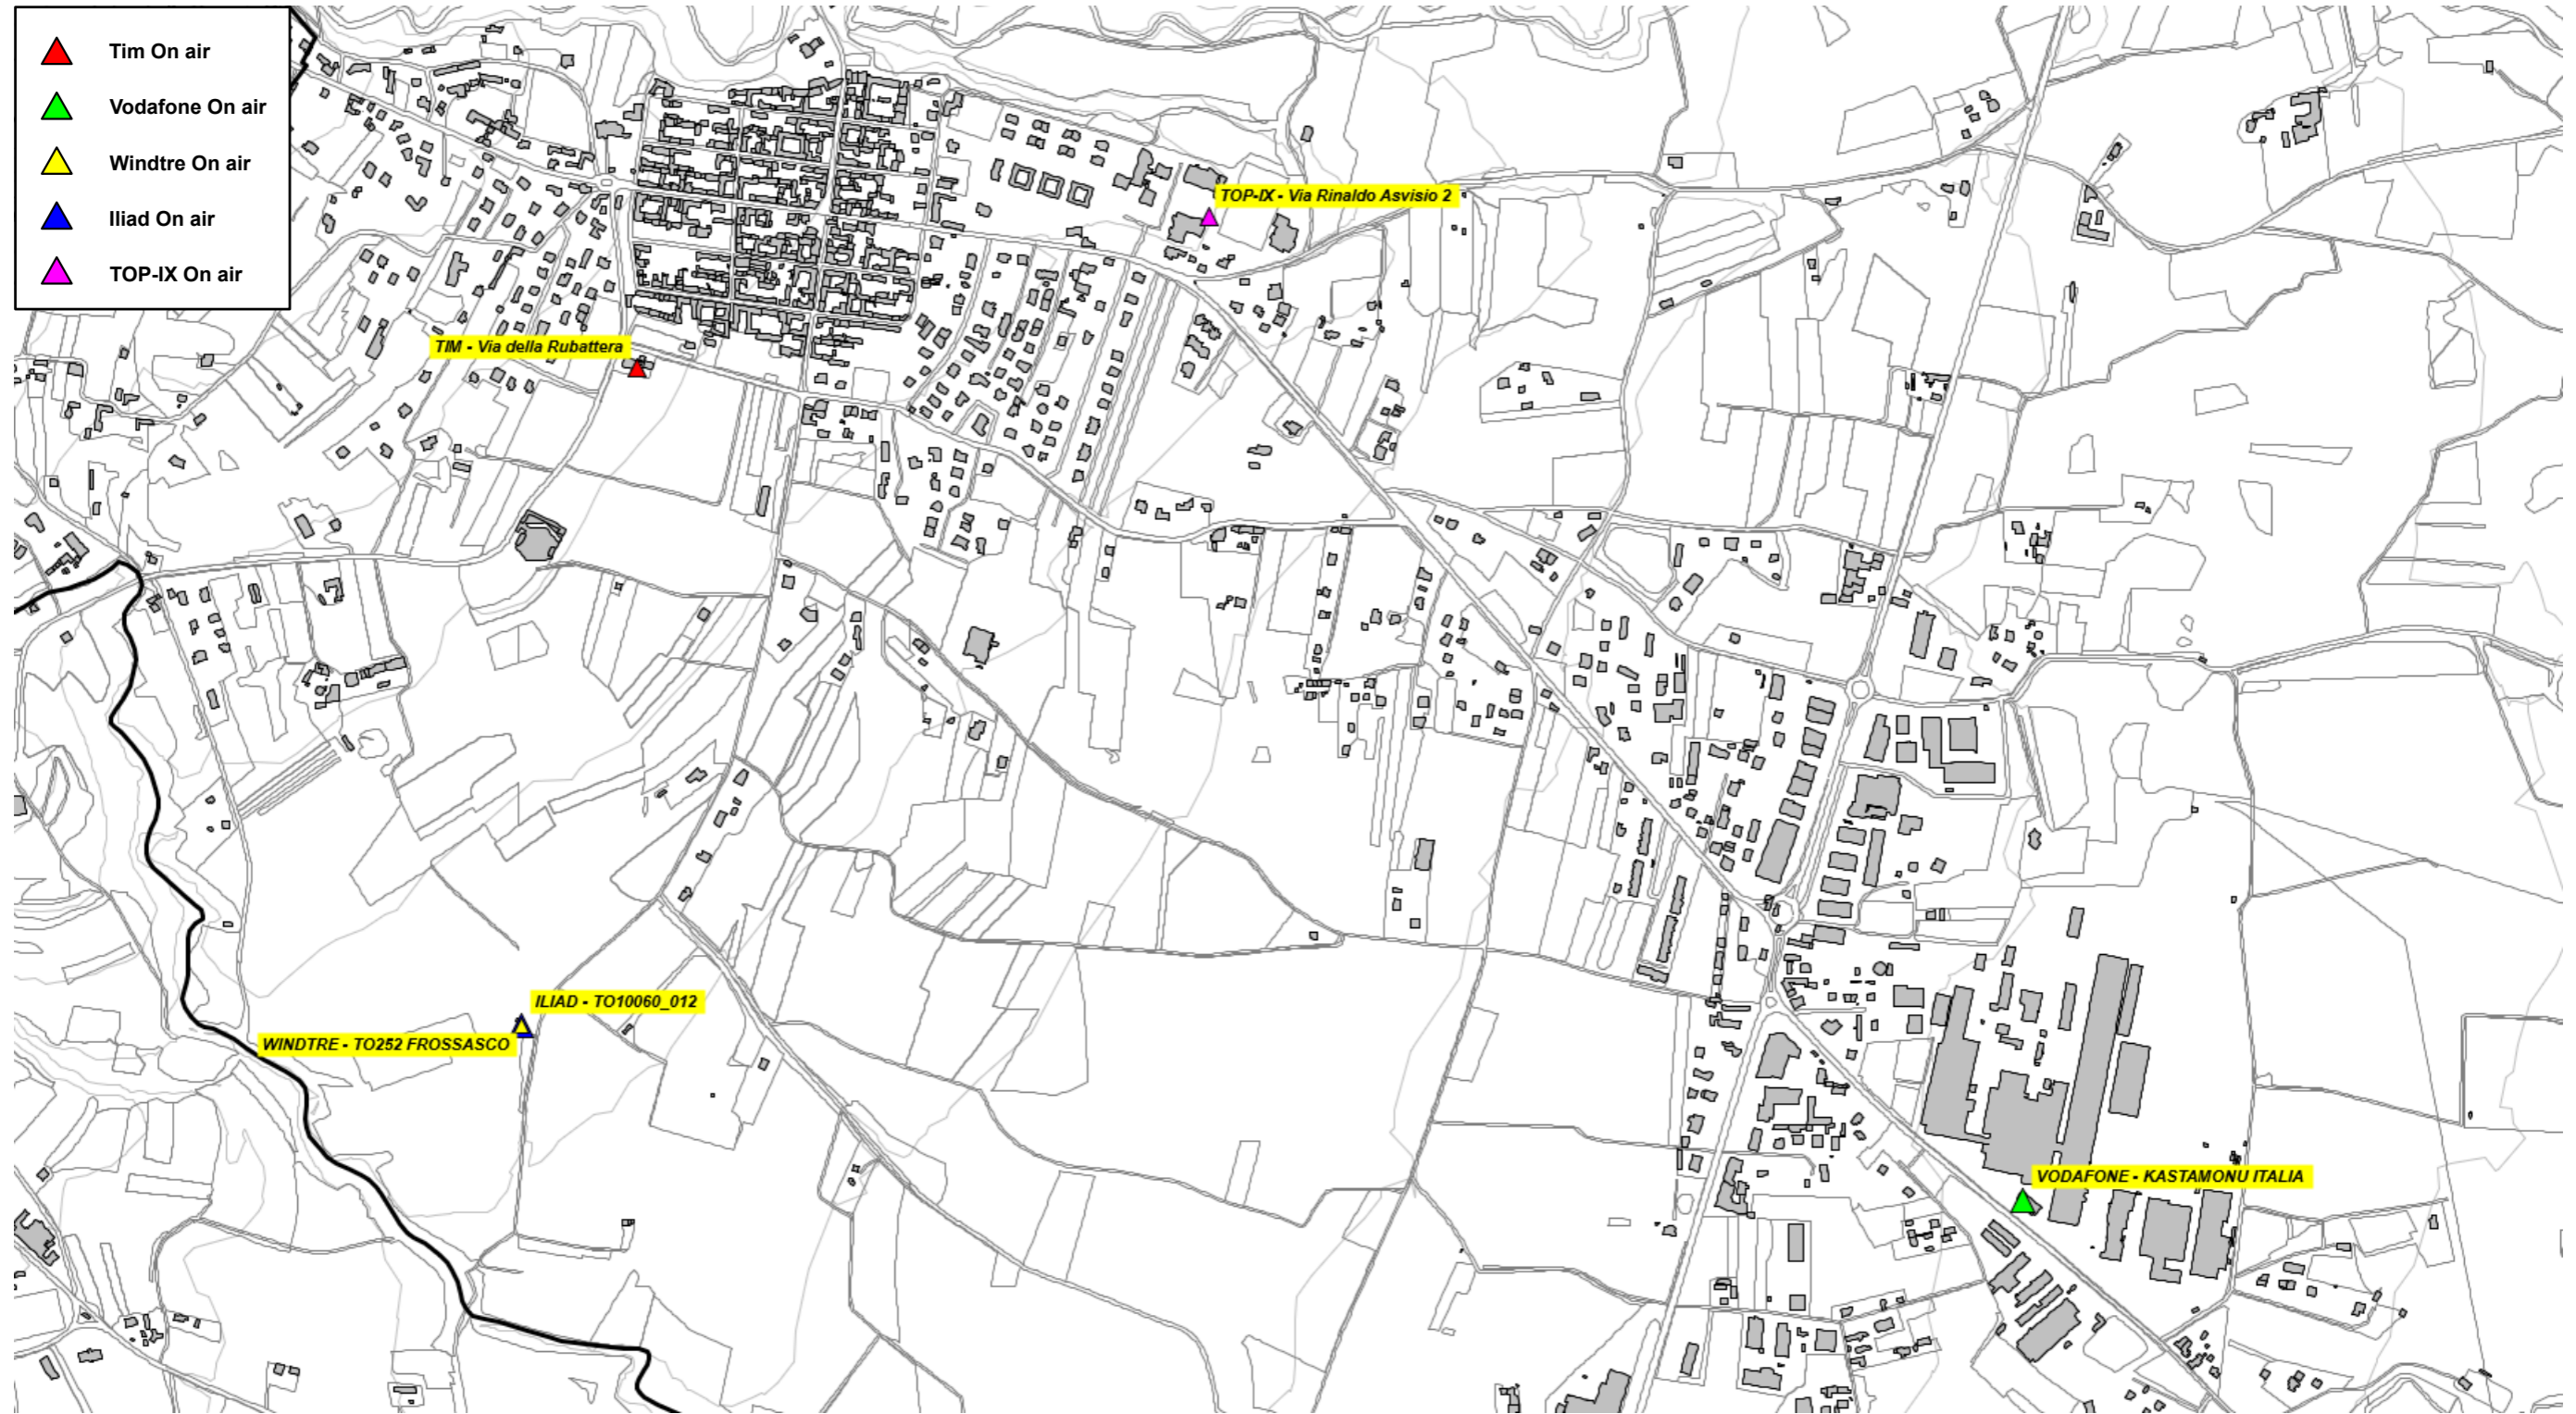 Tim On air
Vodafone On air
Windtre On air
Iliad On air
TOP-IX On air
TOP-IX - Via Rinaldo Asvisio 2
TIM - Via della Rubattera
ILIAD - TO10060_012
WINDTRE - TO252 FROSSASCO
VODAFONE - KASTAMONU ITALIA